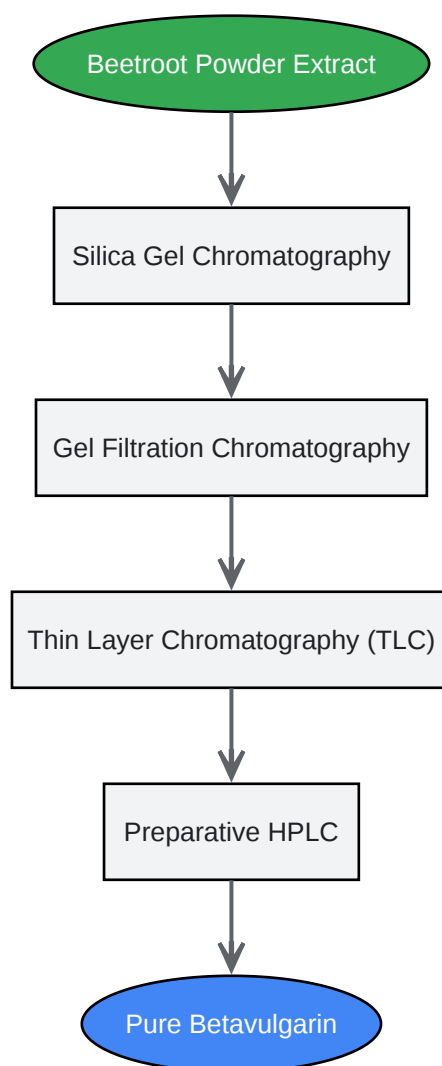 Beetroot Powder Extract
Silica Gel Chromatography
Gel Filtration Chromatography
Thin Layer Chromatography (TLC)
Preparative HPLC
Pure Betavulgarin